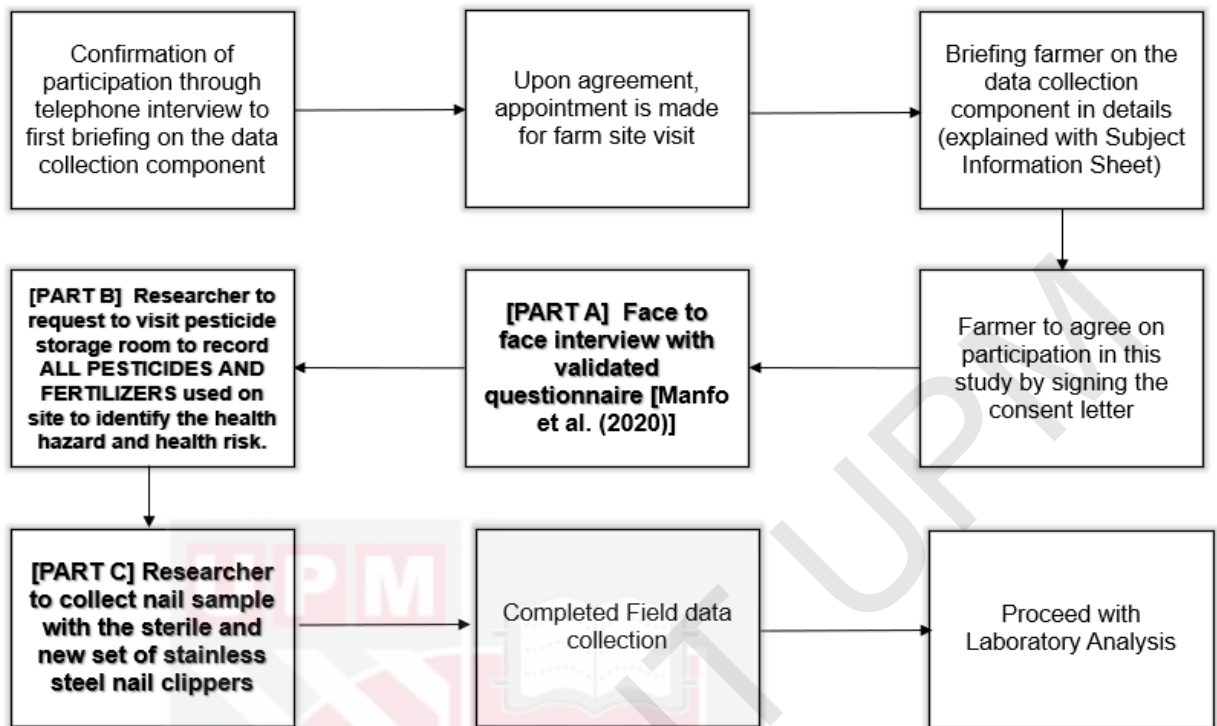 Confirmation of
participation through
telephone interview to
first briefing on the data
collection component
Upon agreement,
appointment is made
for farm site visit
Briefing farmer on the
data collection
component in details
(explained with Subject
Information Sheet)
Farmer to agree on
participation in this
study by signing the
consent letter
[PART A] Face to
face interview with
validated
questionnaire [Manfo
et al. (2020)]
[PART B] Researcher to
request to visit pesticide
storage room to record
ALL PESTICIDES AND
FERTILIZERS used on
site to identify the health
hazard and health risk.
[PART C] Researcher
to collect nail sample
with the sterile and
new set of stainless
steel nail clippers
Completed Field data
collection
Proceed with
Laboratory Analysis
UPM
T UPM